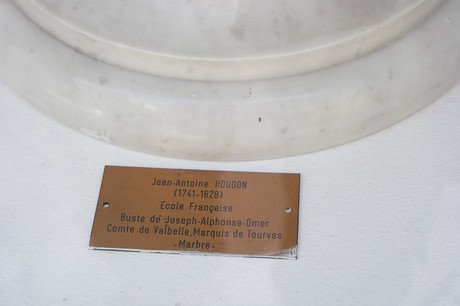 Jean-Antoine HOUDON
(1741-1828)
Ecole Française
Buste de Joseph-Alphonse-Omer
Comte de Valbelle, Marquis de Tourves
-Marbre-